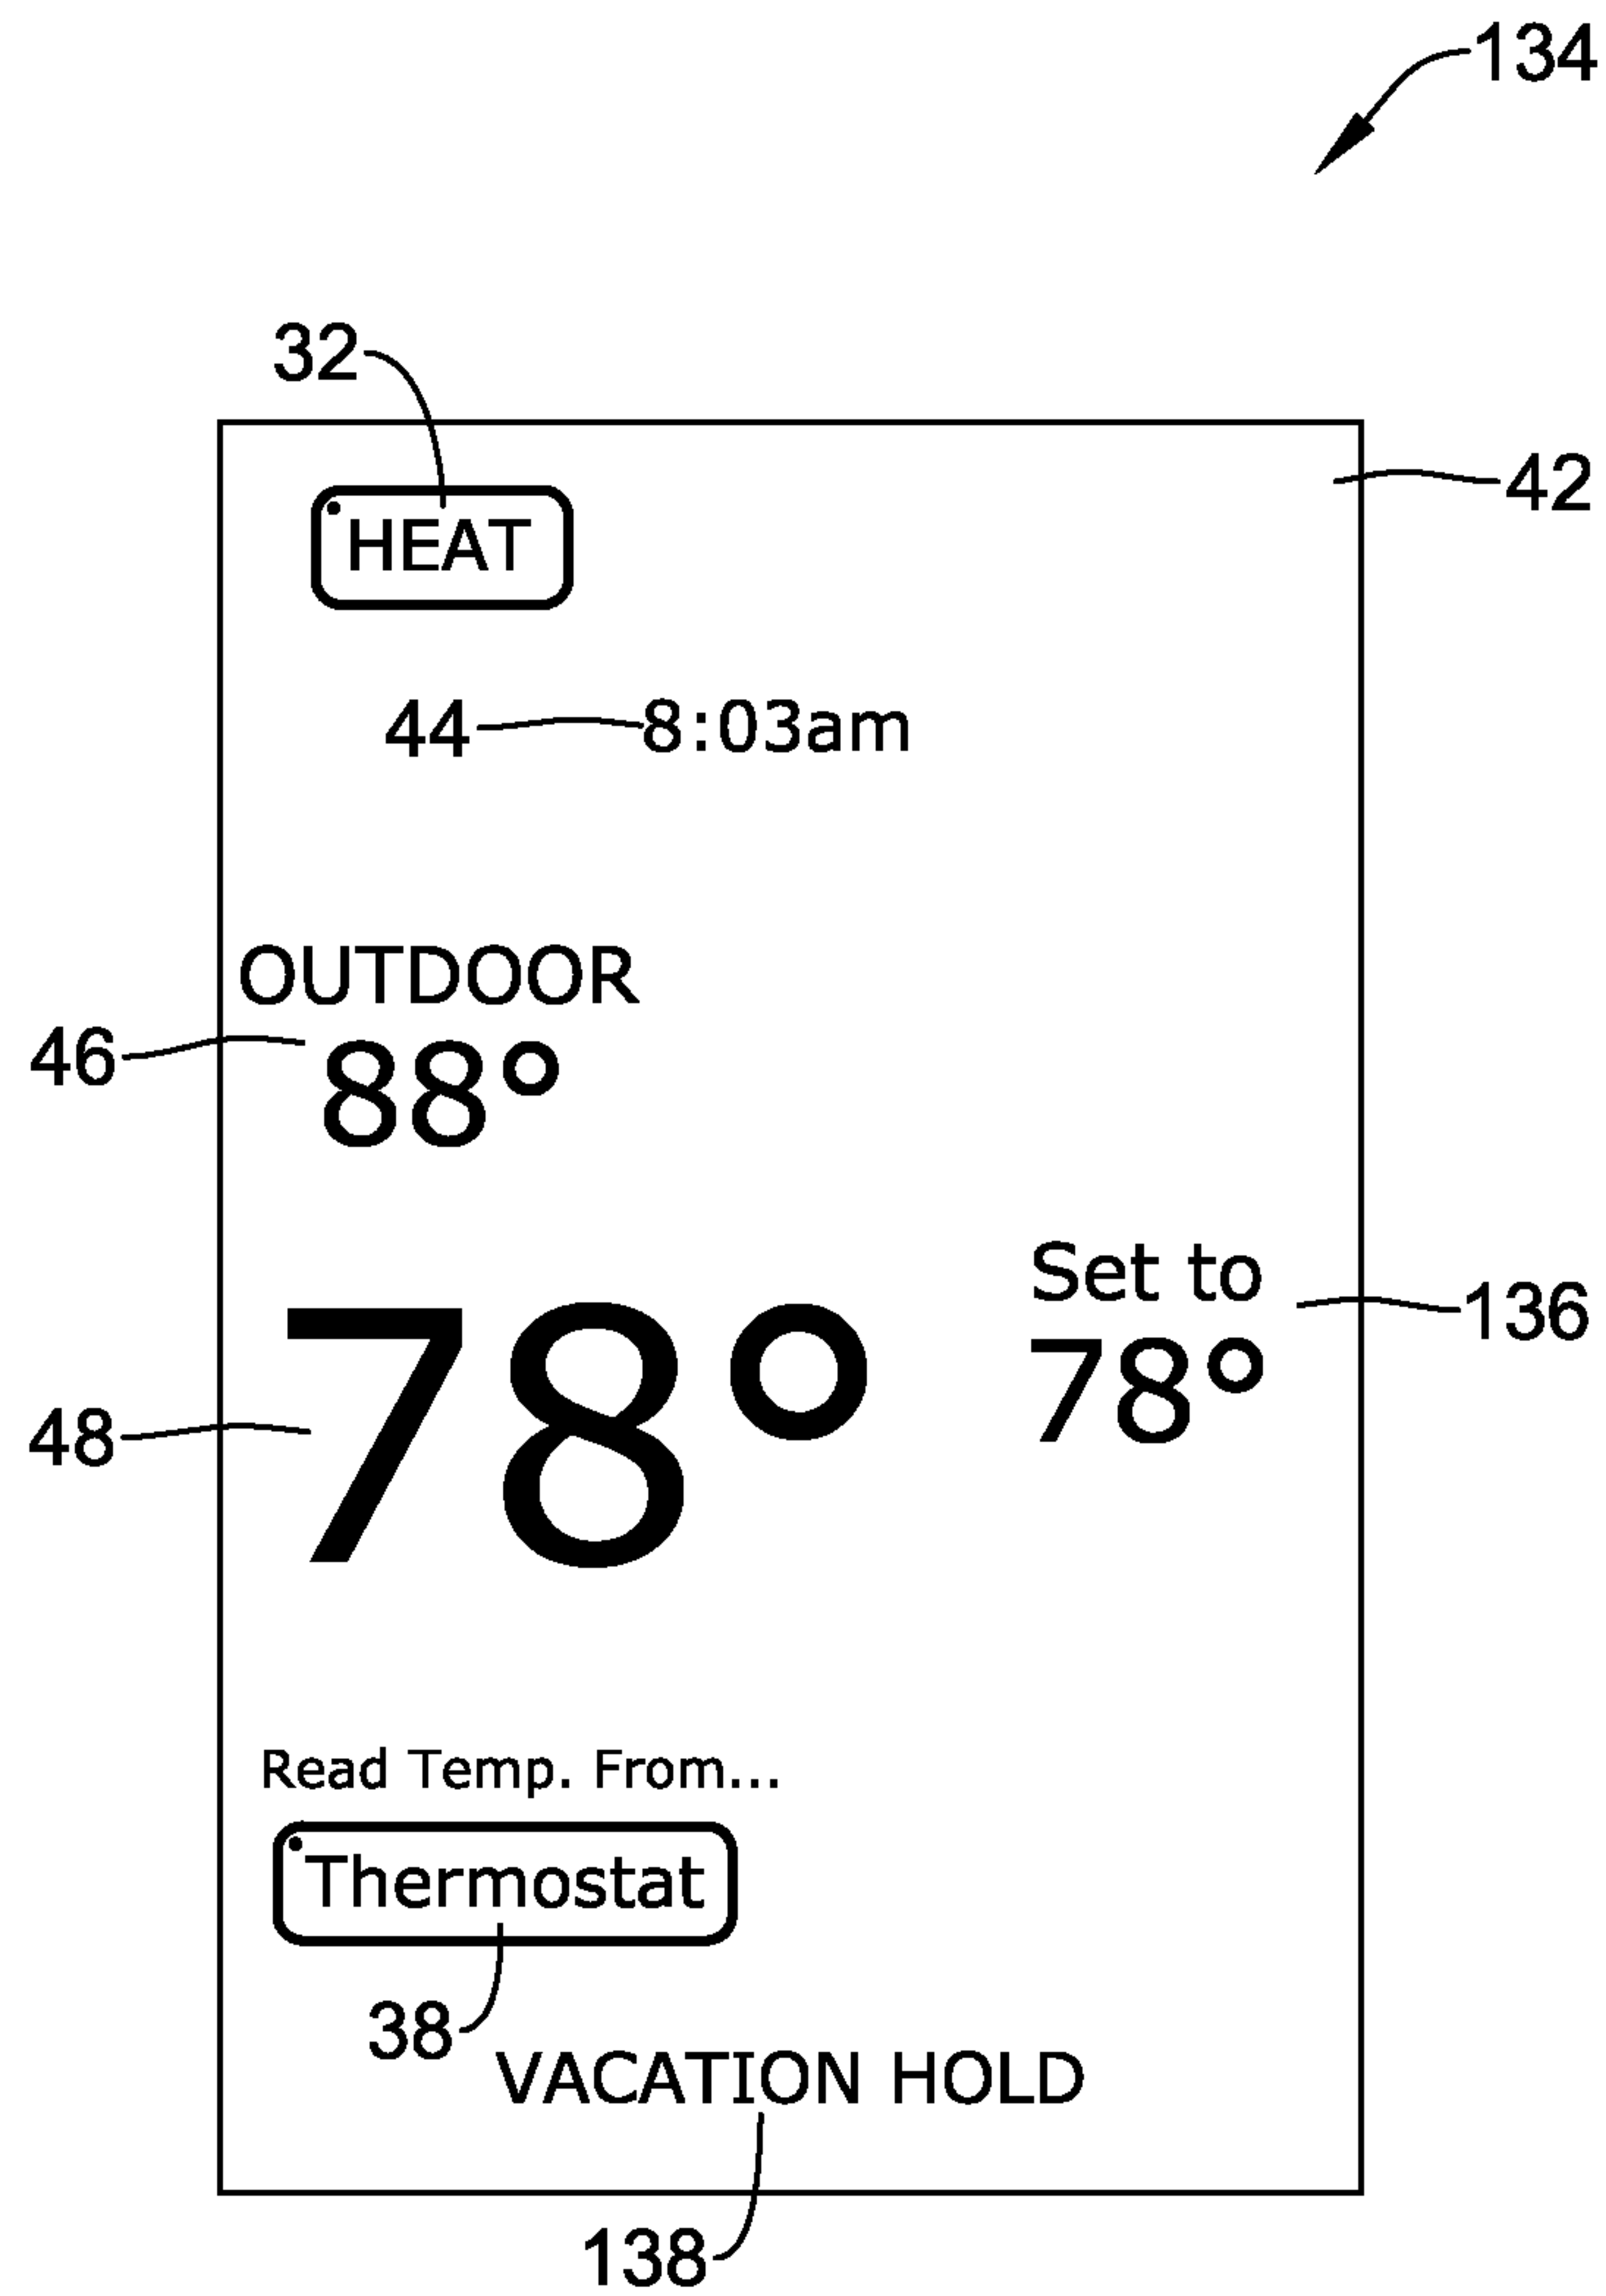 134
32
42
HEAT
44 8:03am
OUTDOOR
46 88°
Set to
136
48 78° 78°
Read Temp. From...
Thermostat
38
VACATION HOLD
138